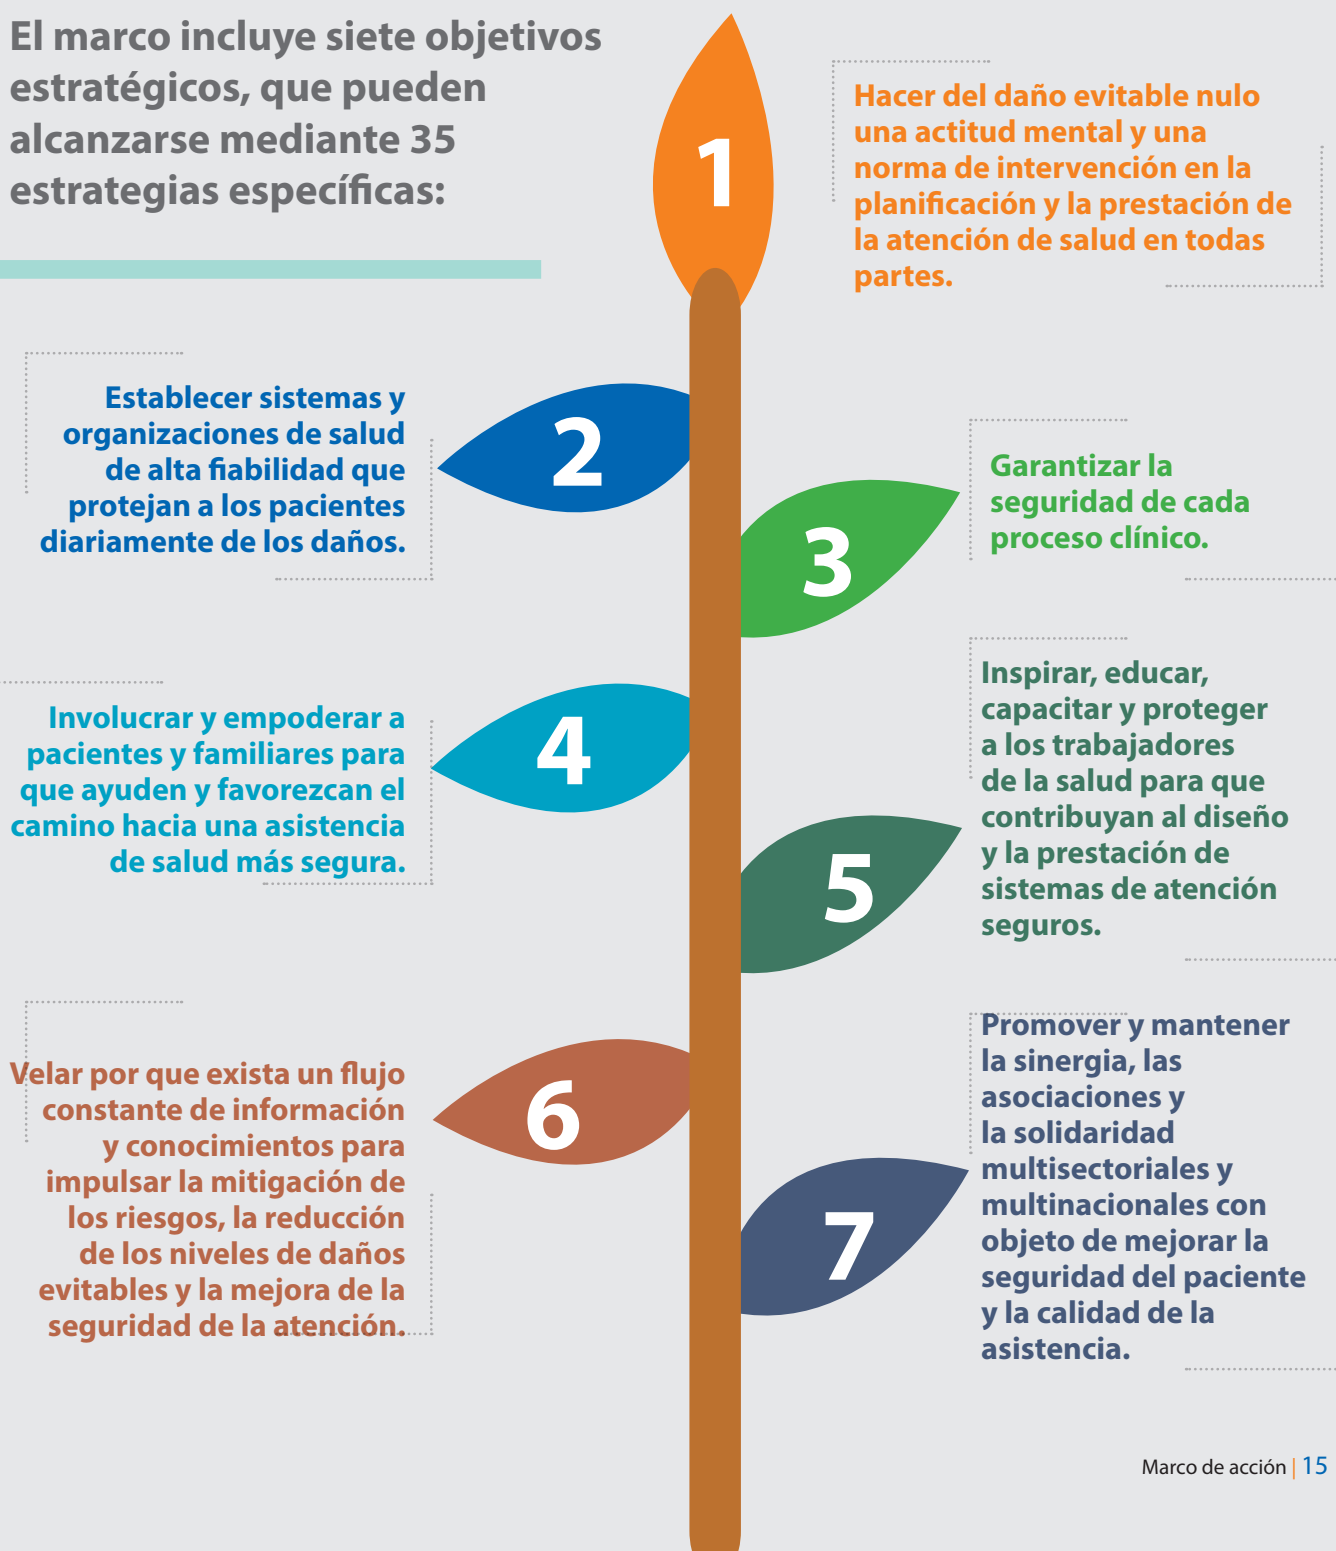 El marco incluye siete objetivos
estratégicos, que pueden
alcanzarse mediante 35
estrategias específicas:
1
Hacer del daño evitable nulo
una actitud mental y una
norma de intervención en la
planificación y la prestación de
la atención de salud en todas
partes.
2
Establecer sistemas y
organizaciones de salud
de alta fiabilidad que
protejan a los pacientes
diariamente de los daños.
3
Garantizar la
seguridad de cada
proceso clínico.
4
Involucrar y empoderar a
pacientes y familiares para
que ayuden y favorezcan el
camino hacia una asistencia
de salud más segura.
5
Inspirar, educar,
capacitar y proteger
a los trabajadores
de la salud para que
contribuyan al diseño
y la prestación de
sistemas de atención
seguros.
6
Velar por que exista un flujo
constante de información
y conocimientos para
impulsar la mitigación de
los riesgos, la reducción
de los niveles de daños
evitables y la mejora de la
seguridad de la atención.
7
Promover y mantener
la sinergia, las
asociaciones y
la solidaridad
multisectoriales y
multinacionales con
objeto de mejorar la
seguridad del paciente
y la calidad de la
asistencia.
Marco de acción | 15